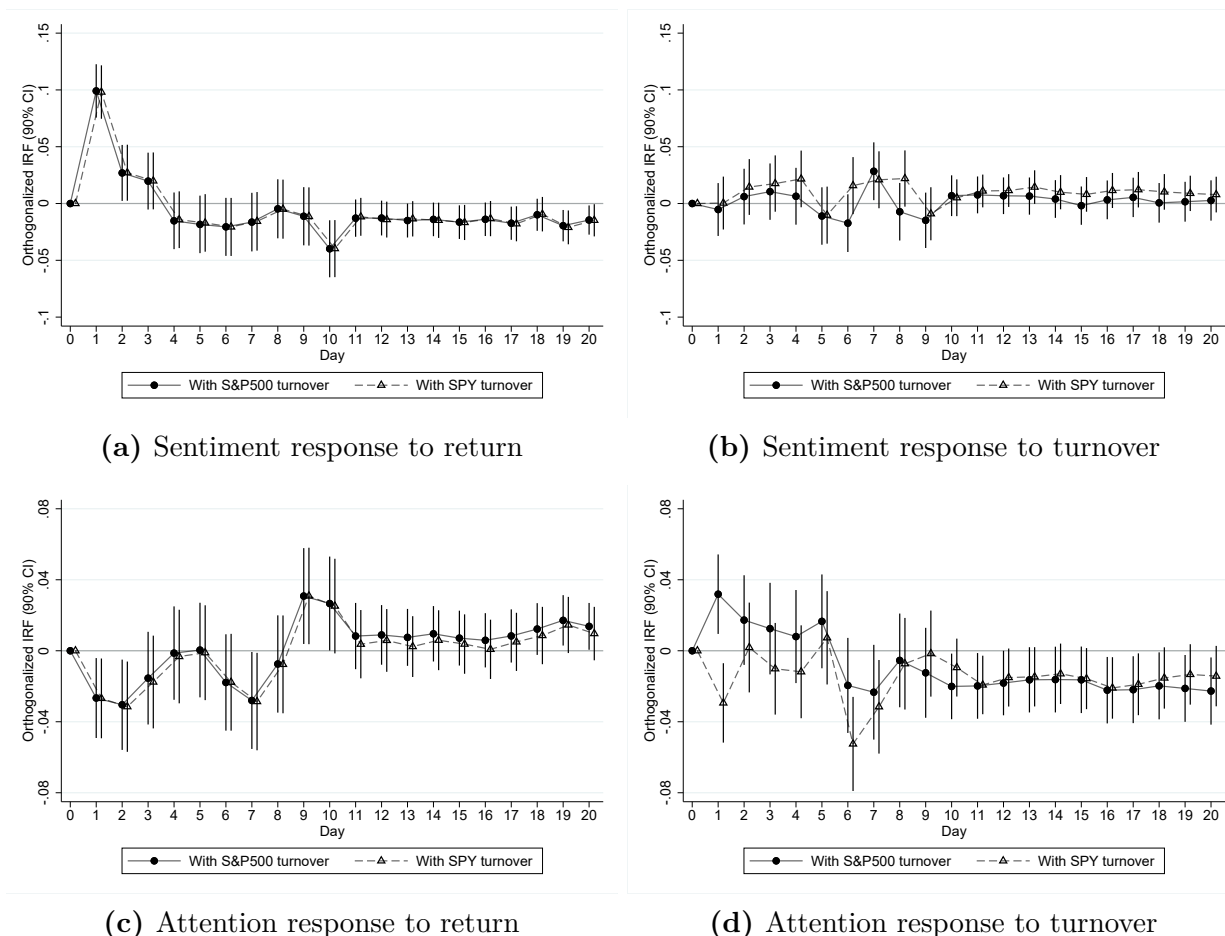 Orthogonalized IRF (90% CI)
.15
.1
.05
0
-.05
-.1
0 1 2 3 4 5 6 7 8 9 10 11 12 13 14 15 16 17 18 19 20
Day
With S&P500 turnover With SPY turnover
(a) Sentiment response to return
Orthogonalized IRF (90% CI)
.15
.1
.05
0
-.05
-.1
0 1 2 3 4 5 6 7 8 9 10 11 12 13 14 15 16 17 18 19 20
Day
With S&P500 turnover With SPY turnover
(b) Sentiment response to turnover
Orthogonalized IRF (90% CI)
.08
.04
0
-.04
-.08
0 1 2 3 4 5 6 7 8 9 10 11 12 13 14 15 16 17 18 19 20
Day
With S&P500 turnover With SPY turnover
(c) Attention response to return
Orthogonalized IRF (90% CI)
.08
.04
0
-.04
-.08
0 1 2 3 4 5 6 7 8 9 10 11 12 13 14 15 16 17 18 19 20
Day
With S&P500 turnover With SPY turnover
(d) Attention response to turnover